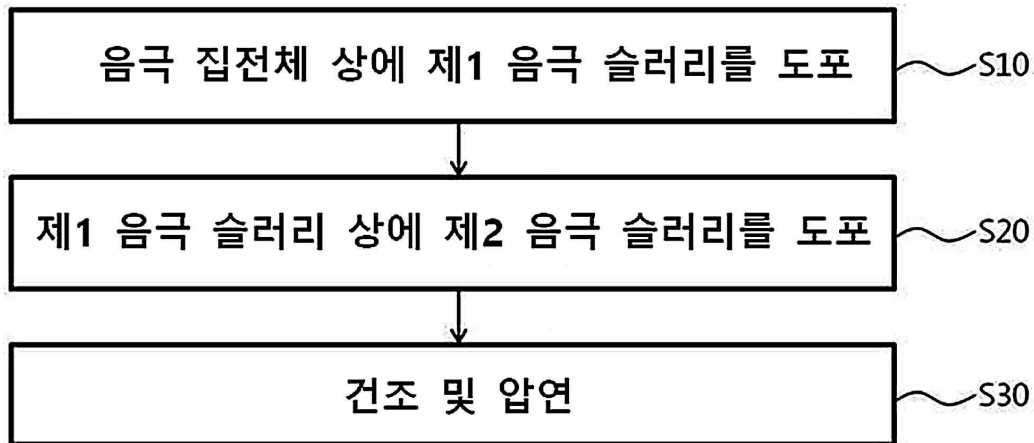 음극 집전체 상에 제1 음극 슬러리를 도포
S10
제1 음극 슬러리 상에 제2 음극 슬러리를 도포
S20
건조 및 압연
S30